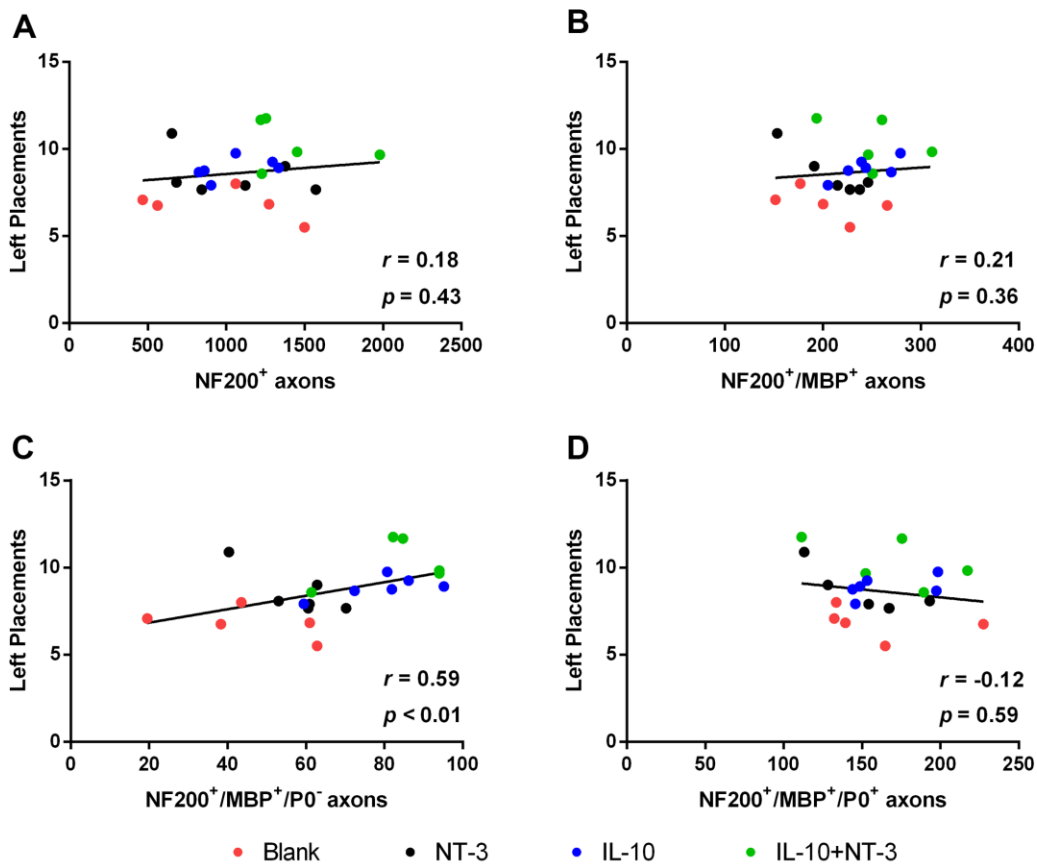 A
Left Placements
15
10
5
0
0 500 1000 1500 2000 2500
NF200⁺ axons
r = 0.18
p = 0.43
B
Left Placements
15
10
5
0
0 100 200 300 400
NF200⁺/MBP⁺ axons
r = 0.21
p = 0.36
C
Left Placements
15
10
5
0
0 20 40 60 80 100
NF200⁺/MBP⁺/P0⁻ axons
r = 0.59
p < 0.01
D
Left Placements
15
10
5
0
0 50 100 150 200 250
NF200⁺/MBP⁺/P0⁺ axons
r = -0.12
p = 0.59
Blank NT-3 IL-10 IL-10+NT-3